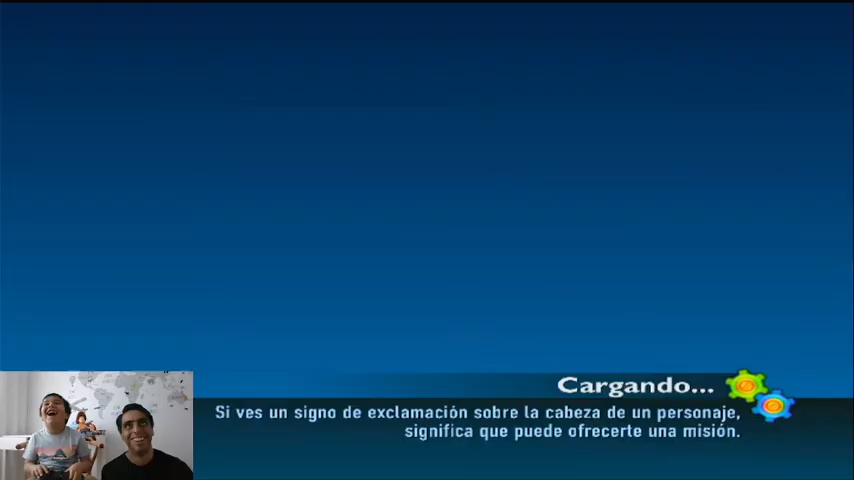 Cargando...
Si ves un signo de exclamación sobre la cabeza de un personaje,
significa que puede ofrecerte una misión.